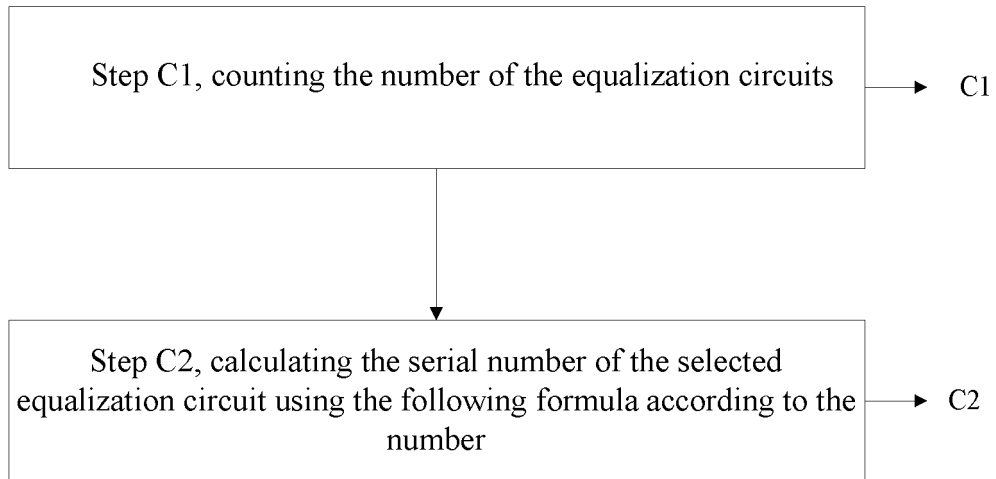 Step C1, counting the number of the equalization circuits
C1
Step C2, calculating the serial number of the selected
equalization circuit using the following formula according to the
number
C2